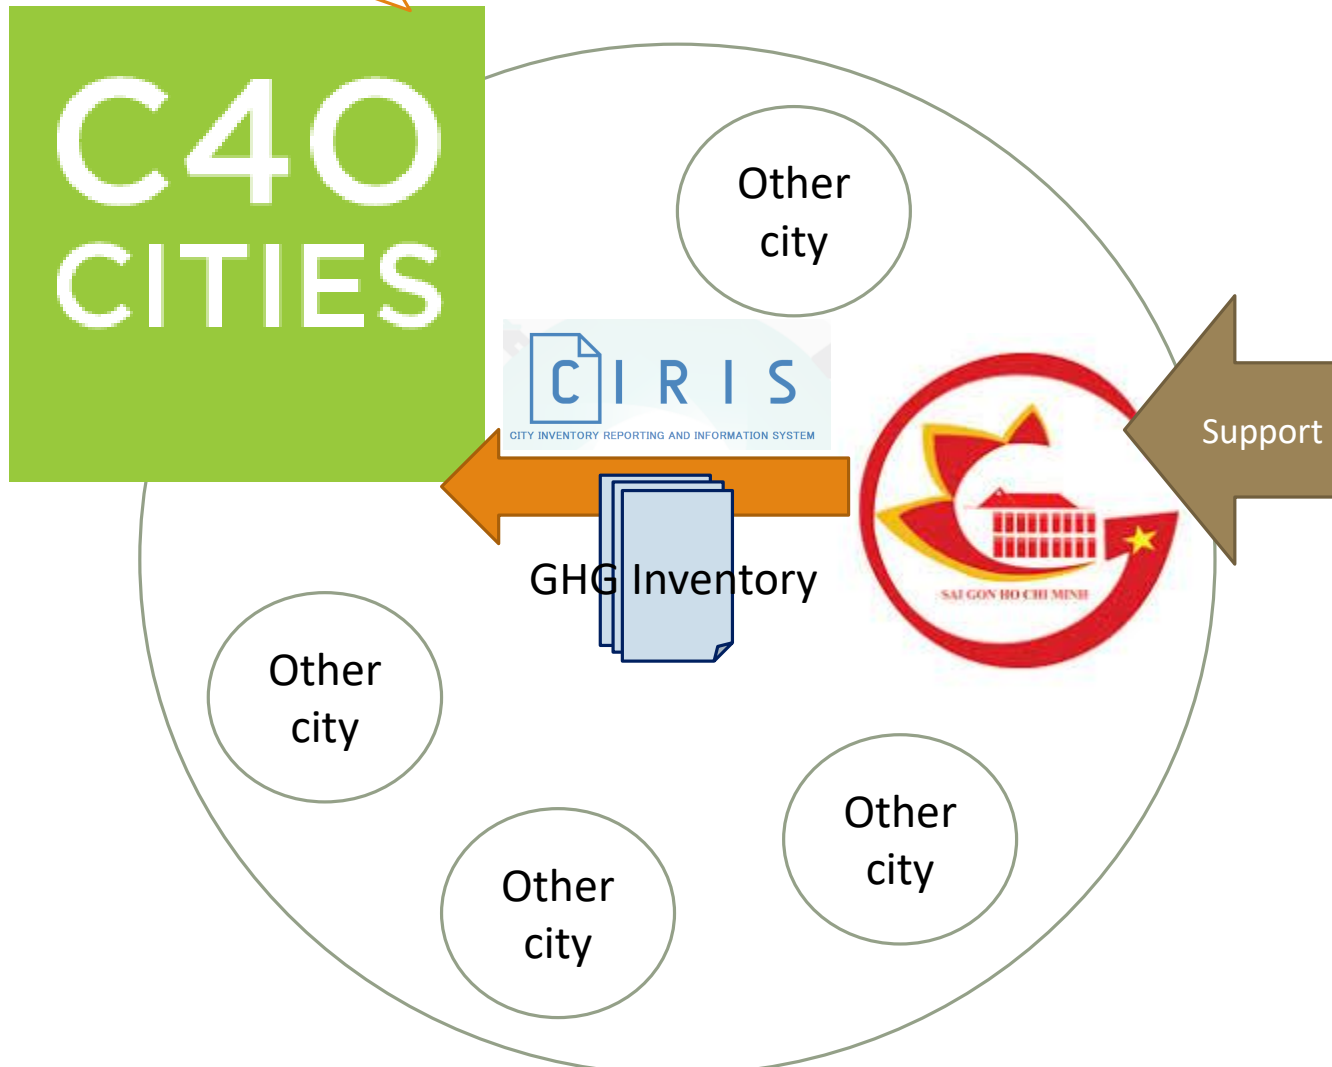 C40
CITIES
Other
city
CIRIS
CITY INVENTORY REPORTING AND INFORMATION SYSTEM
Support
GHG Inventory
SAI GON HO CHI MINH
Other
city
Other
city
Other
city